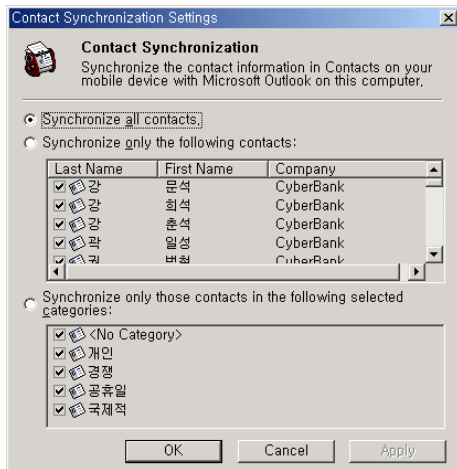 Contact Synchronization Settings
Contact Synchronization
Synchronize the contact information in Contacts on your
mobile device with Microsoft Outlook on this computer.
Synchronize all contacts.
Synchronize only the following contacts:
Last Name First Name Company
강 문석 CyberBank
강 희석 CyberBank
강 춘석 CyberBank
곽 일성 CyberBank
권 CyberBank
Synchronize only those contacts in the following selected
categories:
<No Category>
개인
경쟁
공휴일
국제적
OK Cancel Apply